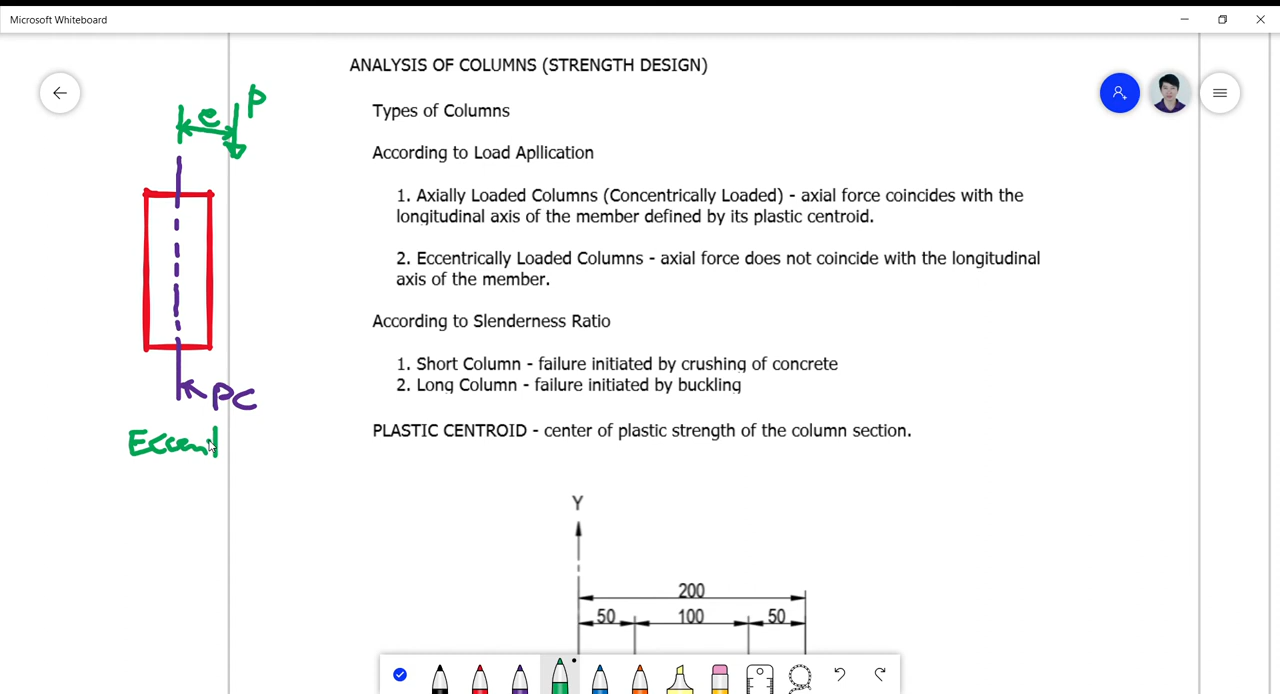 Microsoft Whiteboard
ANALYSIS OF COLUMNS (STRENGTH DESIGN)
e P
Types of Columns
According to Load Apllication
1. Axially Loaded Columns (Concentrically Loaded) - axial force coincides with the
longitudinal axis of the member defined by its plastic centroid.
2. Eccentrically Loaded Columns - axial force does not coincide with the longitudinal
axis of the member.
According to Slenderness Ratio
1. Short Column - failure initiated by crushing of concrete
2. Long Column - failure initiated by buckling
PC
PLASTIC CENTROID - center of plastic strength of the column section.
Y
200
50 100 50